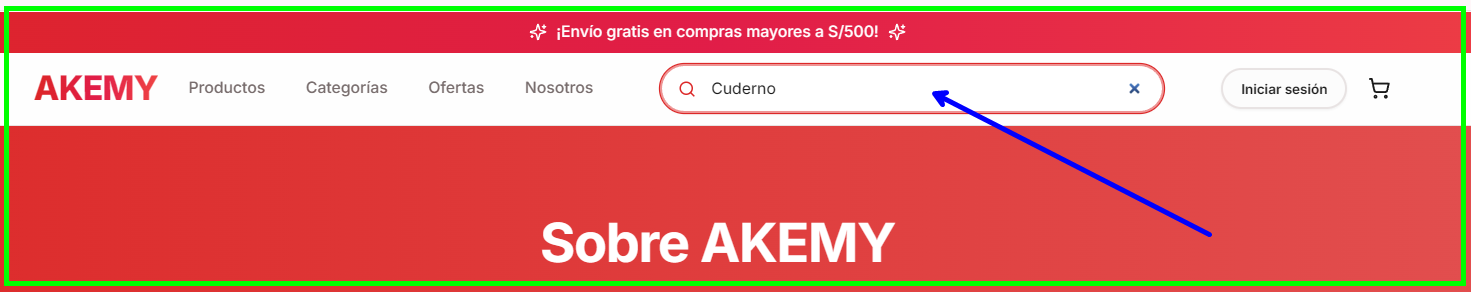 ¡Envío gratis en compras mayores a S/500!
AKEMY Productos Categorías Ofertas Nosotros Cuderno Iniciar sesión
Sobre AKEMY